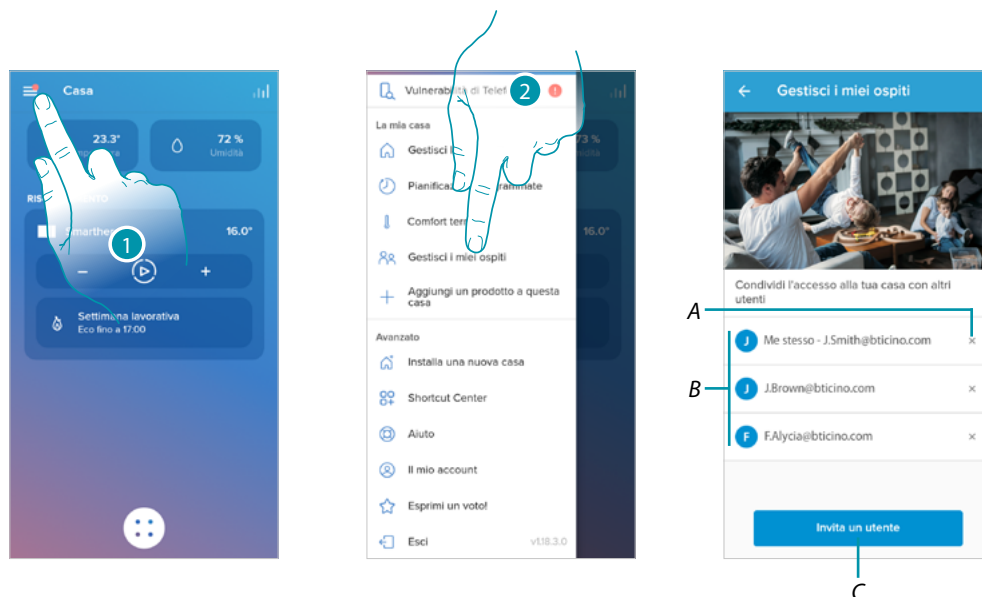 Casa
23.3°
72 %
Umidità
16.0°
1
−
+
Settimana lavorativa
Eco fino a 17:00
Vulnerabilità di
2
!
La mia casa
73 %
Gestisci
Comfort
16.0°
Gestisci i miei ospiti
Aggiungi un prodotto a questa
casa
Avanzato
Installa una nuova casa
Shortcut Center
Aiuto
Il mio account
Esprimi un voto!
Esci
v1.18.3.0
Gestisci i miei ospiti
Condividi l'accesso alla tua casa con altri
utenti
A
B
J
Me stesso - J.Smith@bticino.com
×
J
J.Brown@bticino.com
×
F
F.Alycia@bticino.com
×
Invita un utente
C